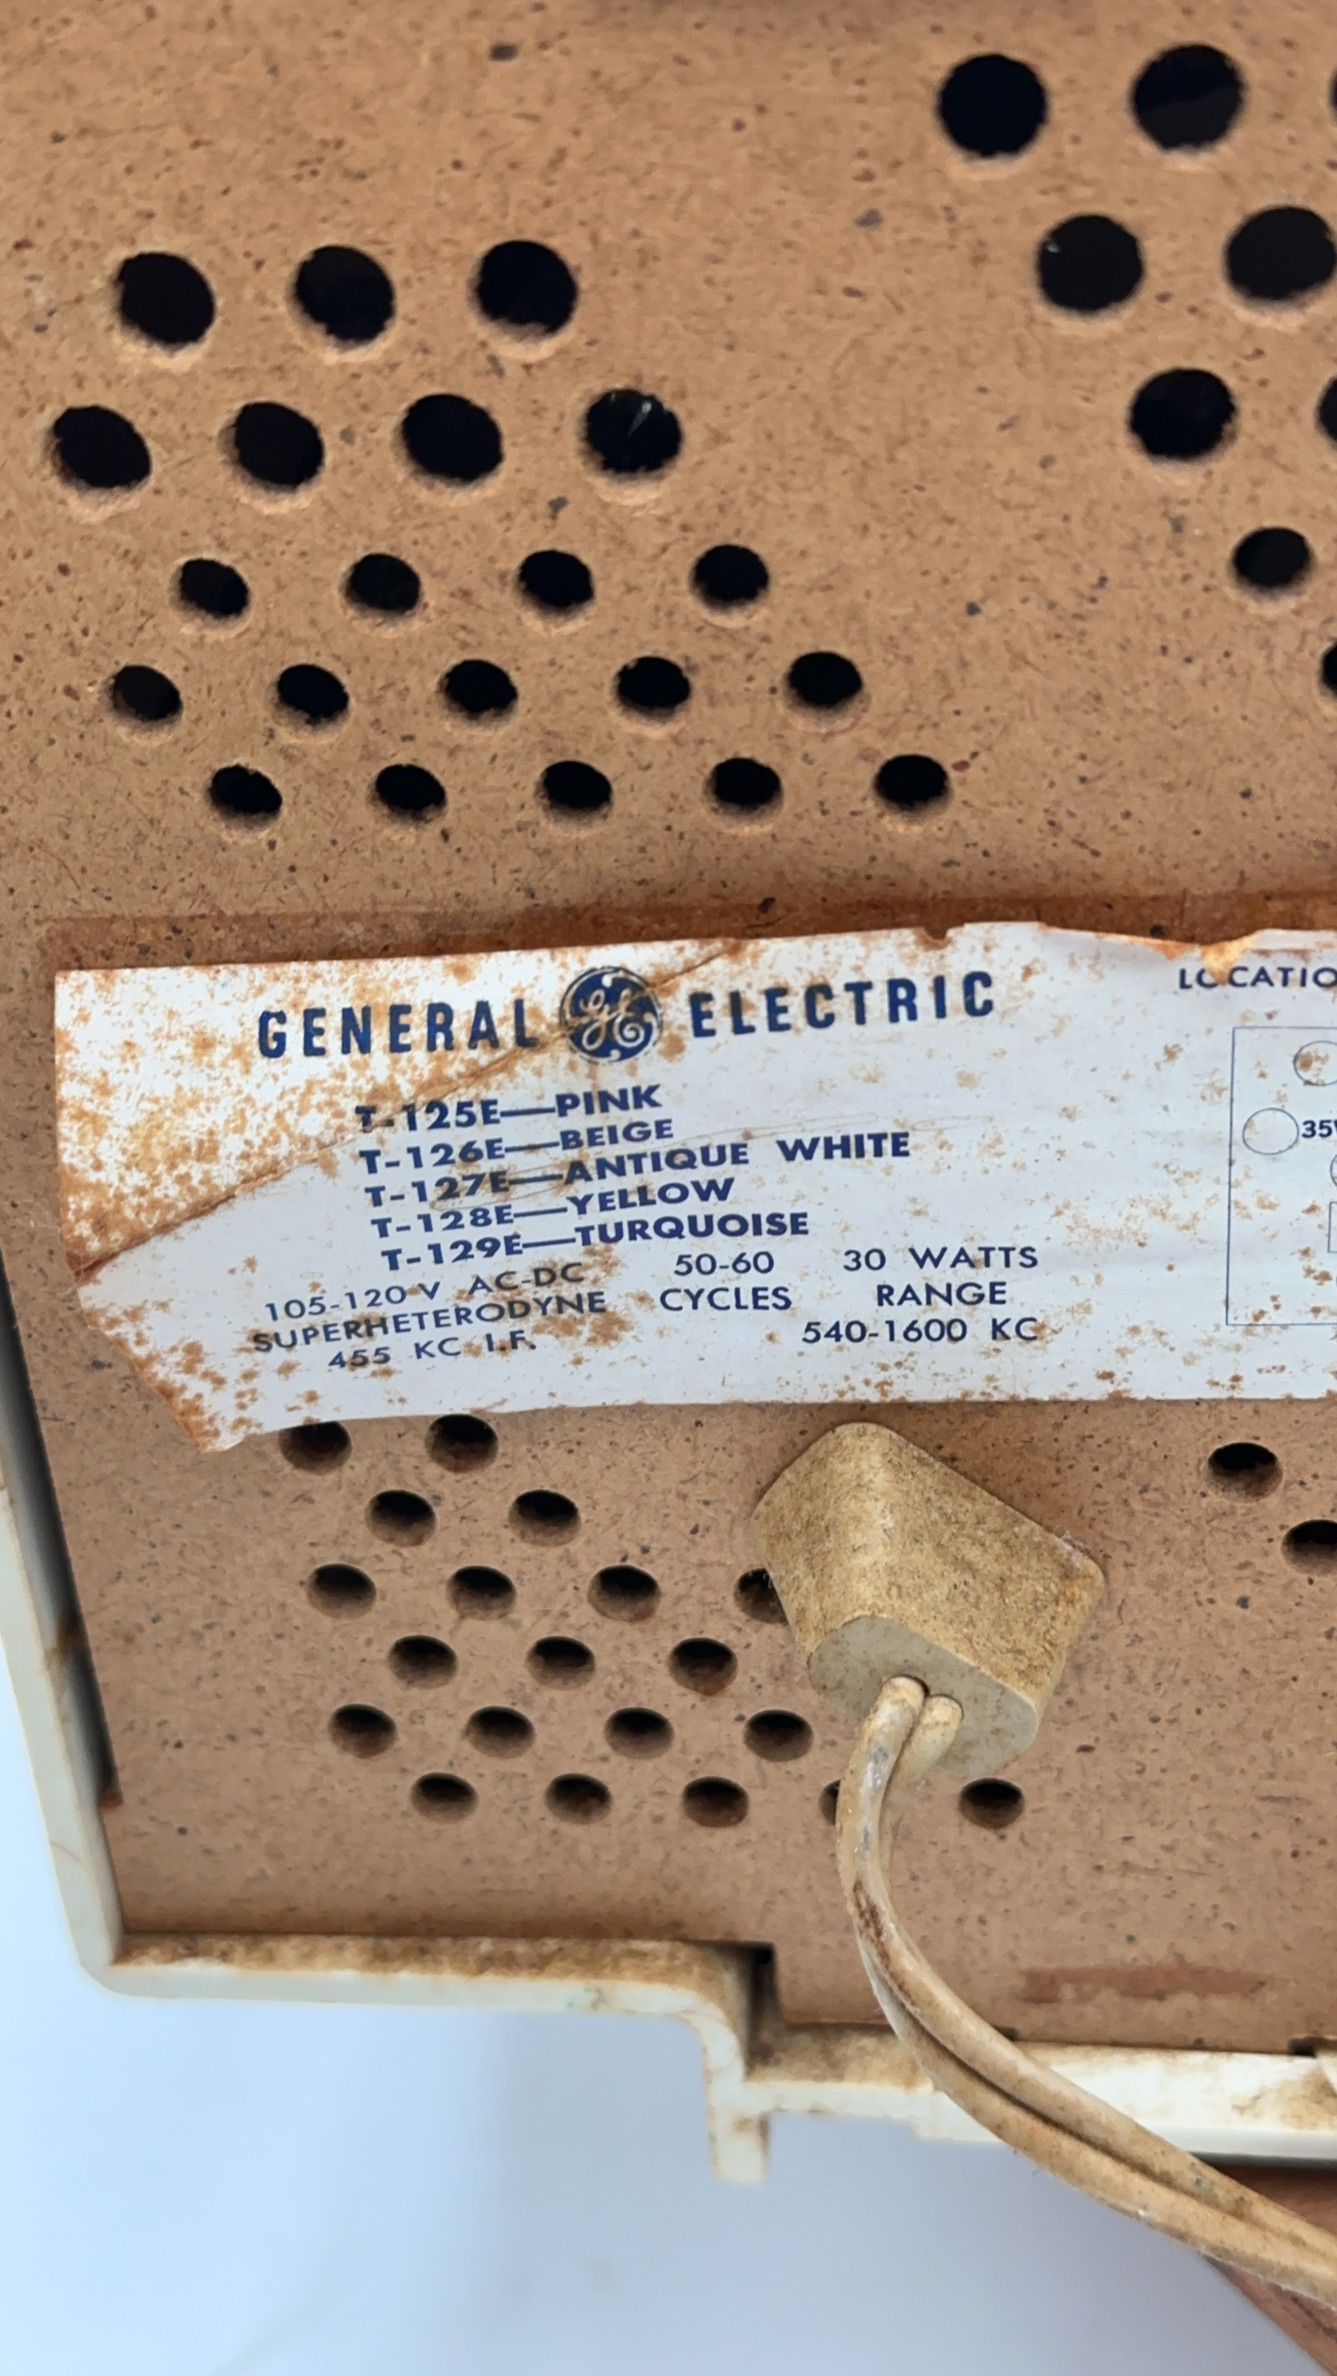 GENERAL GE ELECTRIC
T-125E—PINK
T-126E—BEIGE
T-127E—ANTIQUE WHITE
T-128E—YELLOW
T-129E—TURQUOISE
105-120 V AC-DC 50-60 30 WATTS
SUPERHETERODYNE CYCLES RANGE
455 KC I.F. 540-1600 KC
LOCATIO
35